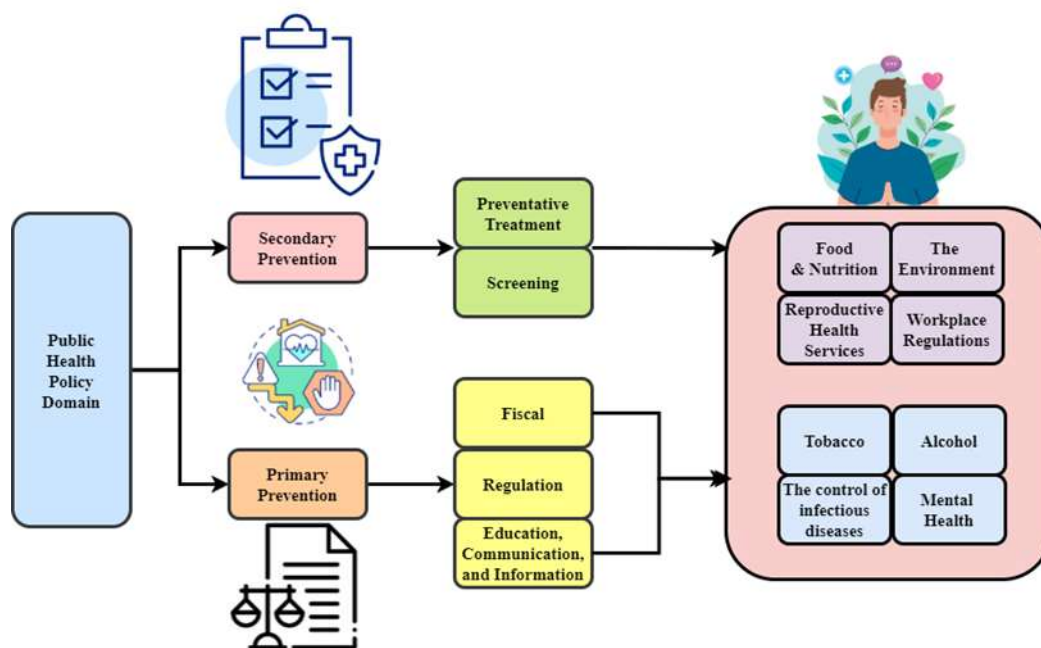 Public
Health
Policy
Domain
Secondary
Prevention
Primary
Prevention
Preventative
Treatment
Screening
Fiscal
Regulation
Education,
Communication,
and Information
Food
& Nutrition
The
Environment
Reproductive
Health
Services
Workplace
Regulations
Tobacco
Alcohol
The control of
infectious
diseases
Mental
Health